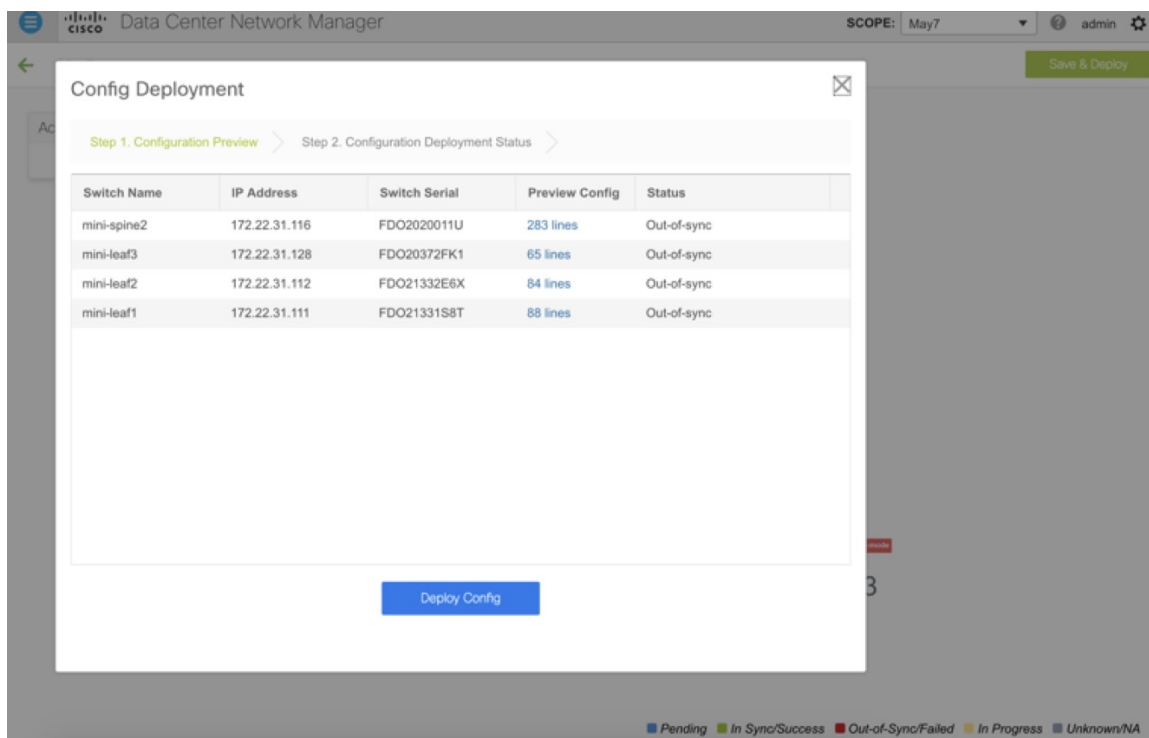 CISCO Data Center Network Manager SCOPE: May7 admin
Save & Deploy
Config Deployment
Ac
Step 1. Configuration Preview Step 2. Configuration Deployment Status
Switch Name IP Address Switch Serial Preview Config Status
mini-spine2 172.22.31.116 FDO2020011U 283 lines Out-of-sync
mini-leaf3 172.22.31.128 FDO20372FK1 65 lines Out-of-sync
mini-leaf2 172.22.31.112 FDO21332E6X 84 lines Out-of-sync
mini-leaf1 172.22.31.111 FDO21331S8T 88 lines Out-of-sync
mode
3
Deploy Config
Pending In Sync/Success Out-of-Sync/Failed In Progress Unknown/NA